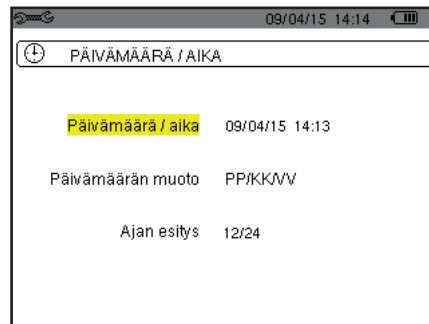 09/04/15 14:14
PÄIVÄMÄÄRÄ / AIKA
Päivämäärä / aika 09/04/15 14:13
Päivämäärän muoto PP/KK/VV
Ajan esitys 12/24